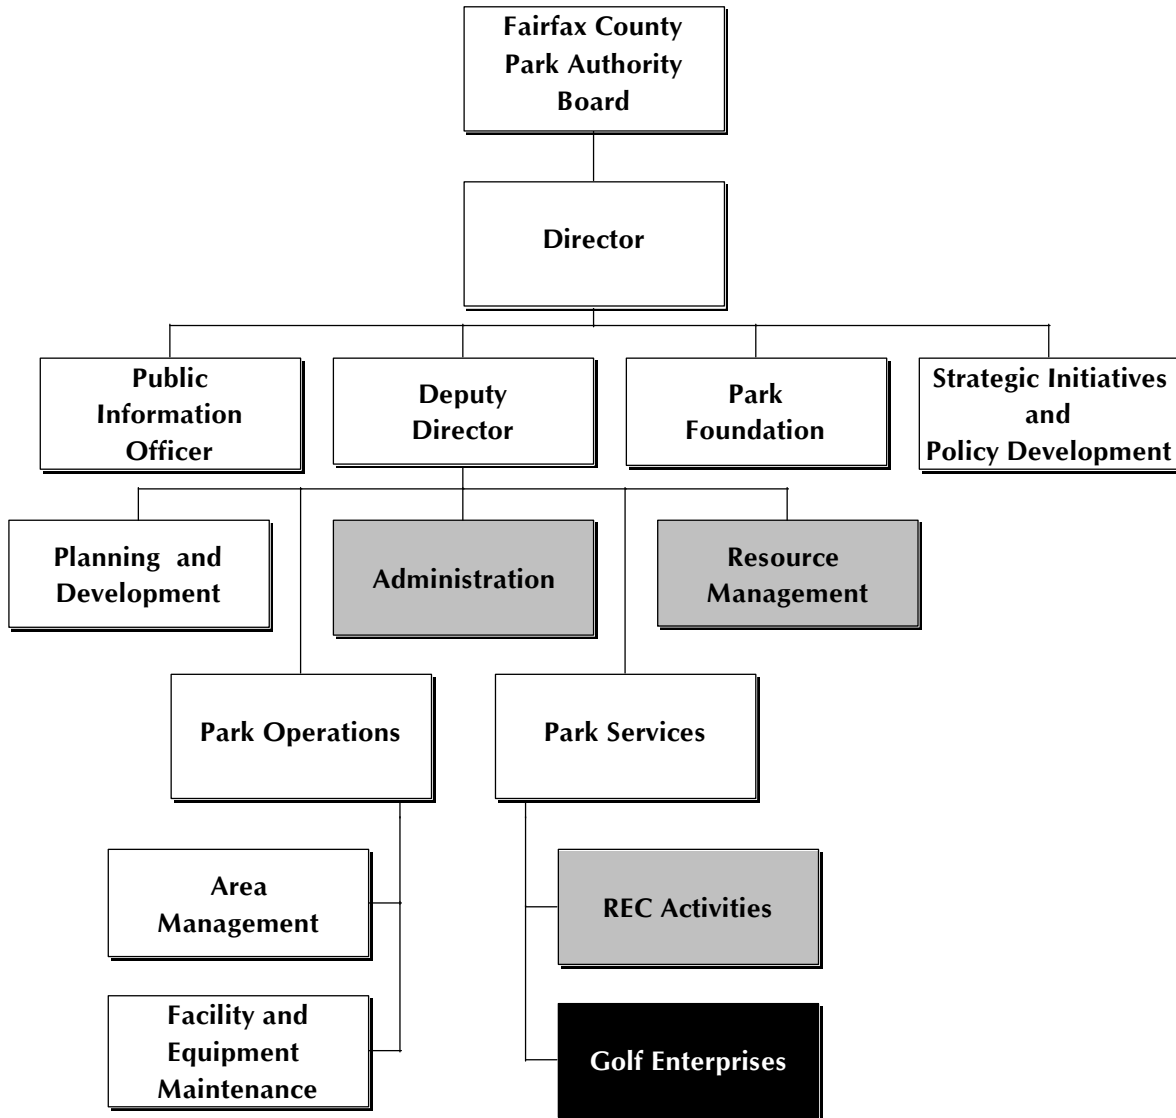 Fairfax County
Park Authority
Board
Director
Public
Information
Officer
Deputy
Director
Park
Foundation
Strategic Initiatives
and
Policy Development
Planning and
Development
Administration
Resource
Management
Park Operations
Park Services
Area
Management
REC Activities
Facility and
Equipment
Maintenance
Golf Enterprises